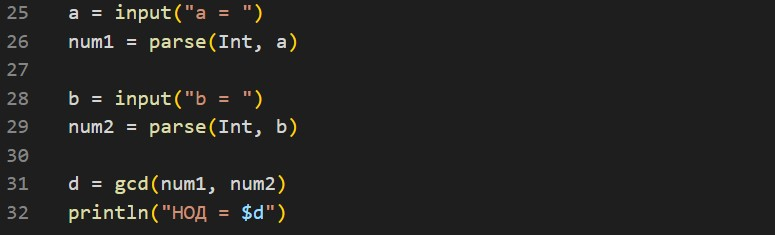 25 a = input("a = ")
26 num1 = parse(Int, a)
27
28 b = input("b = ")
29 num2 = parse(Int, b)
30
31 d = gcd(num1, num2)
32 println("НОД = $d")